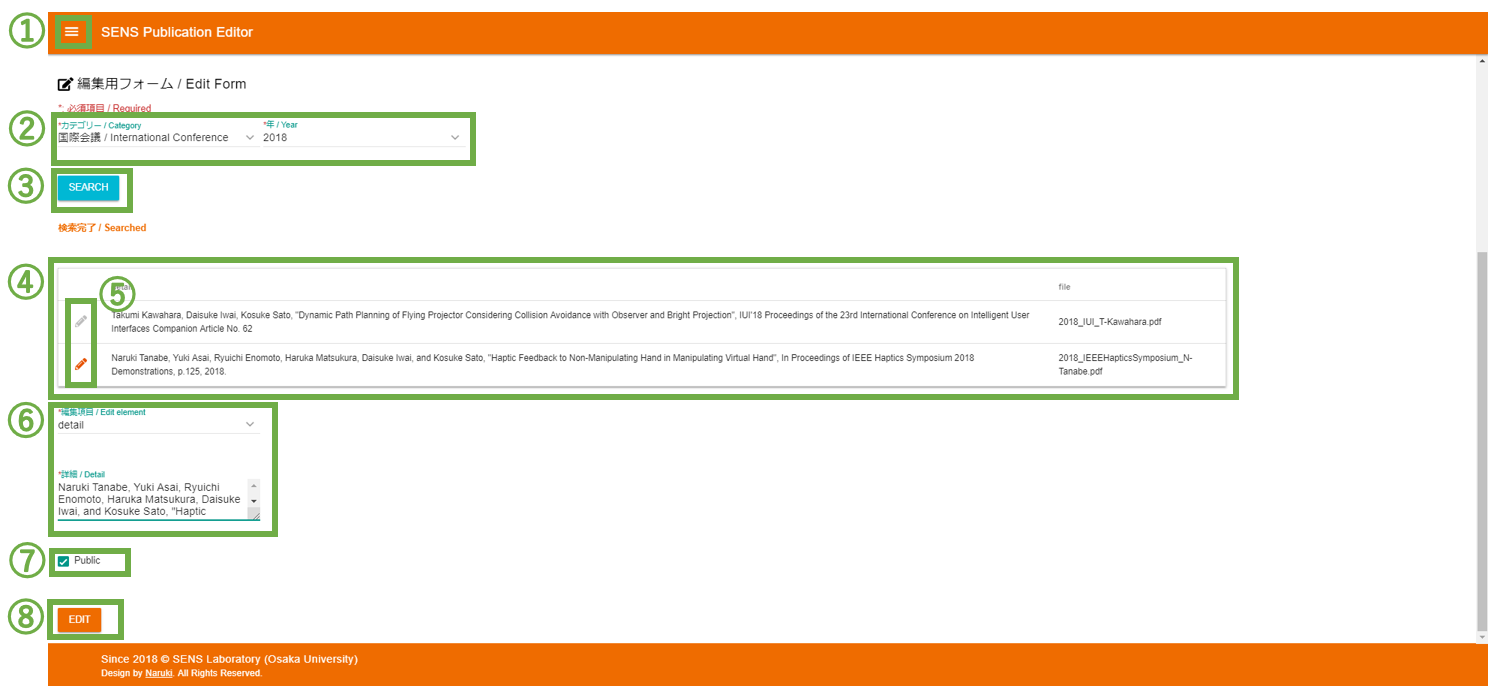 ① SENS Publication Editor
編集用フォーム / Edit Form
*: 必須項目 / Required
②
*カテゴリー / Category *年 / Year
国際会議 / International Conference 2018
③ SEARCH
検索完了 / Searched
④
⑤ file
Takumi Kawahara, Daisuke Iwai, Kosuke Sato, "Dynamic Path Planning of Flying Projector Considering Collision Avoidance with Observer and Bright Projection", IUI'18 Proceedings of the 23rd International Conference on Intelligent User
Interfaces Companion Article No. 62
2018_IUI_T-Kawahara.pdf
Naruki Tanabe, Yuki Asai, Ryuichi Enomoto, Haruka Matsukura, Daisuke Iwai, and Kosuke Sato, "Haptic Feedback to Non-Manipulating Hand in Manipulating Virtual Hand", In Proceedings of IEEE Haptics Symposium 2018
Demonstrations, p.125, 2018.
2018_IEEEHapticsSymposium_N-
Tanabe.pdf
⑥
*編集項目 / Edit element
detail
*詳細 / Detail
Naruki Tanabe, Yuki Asai, Ryuichi
Enomoto, Haruka Matsukura, Daisuke
Iwai, and Kosuke Sato, "Haptic
⑦ Public
⑧ EDIT
Since 2018 © SENS Laboratory (Osaka University)
Design by Naruki. All Rights Reserved.